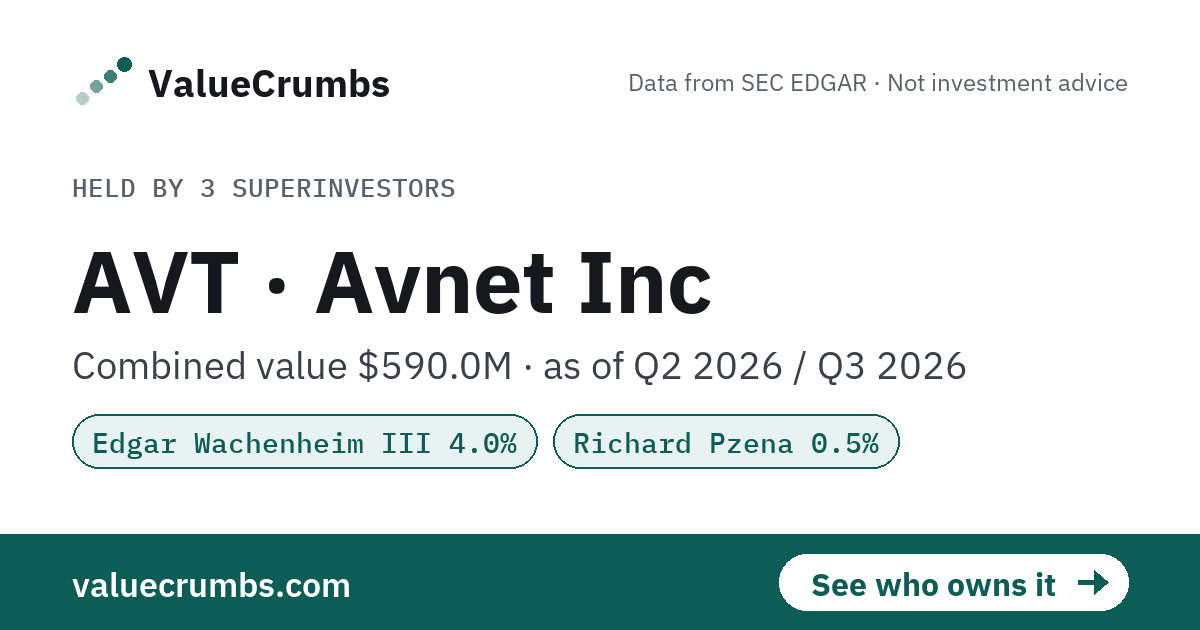 ValueCrumbs
Data from SEC EDGAR · Not investment advice
HELD BY 3 SUPERINVESTORS
AVT · Avnet Inc
Combined value $590.0M · as of Q2 2026 / Q3 2026
Edgar Wachenheim III 4.0%
Richard Pzena 0.5%
valuecrumbs.com
See who owns it →